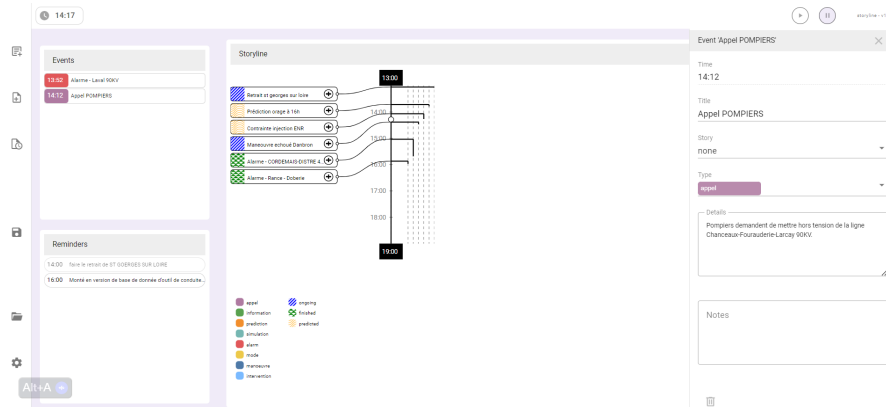 14:17
storyline - v1
Events
13:52 Alarme - Laval 90KV
14:12 Appel POMPIERS
Reminders
14:00 faire le retrait de ST GOERGES SUR LOIRE
16:00 Monté en version de base de donnée d'outil de conduite...
Alt+A
Storyline
13:00
Retrait st georges sur loire
Prédiction orage à 16h
14:00
Contrainte injection ENR
15:00
Maneouvre echoué Danbron
Alarme - CORDEMAIS-DISTRE 4..
16:00
Alarme - Rance - Doberie
17:00
18:00
19:00
appel
information
prediction
simulation
alarm
mode
manoeuvre
intervention
ongoing
finished
predicted
Event 'Appel POMPIERS'
Time
14:12
Title
Appel POMPIERS
Story
none
Type
appel
Details
Pompiers demandent de mettre hors tension de la ligne
Chanceaux-Fourauderie-Larcay 90KV.
Notes